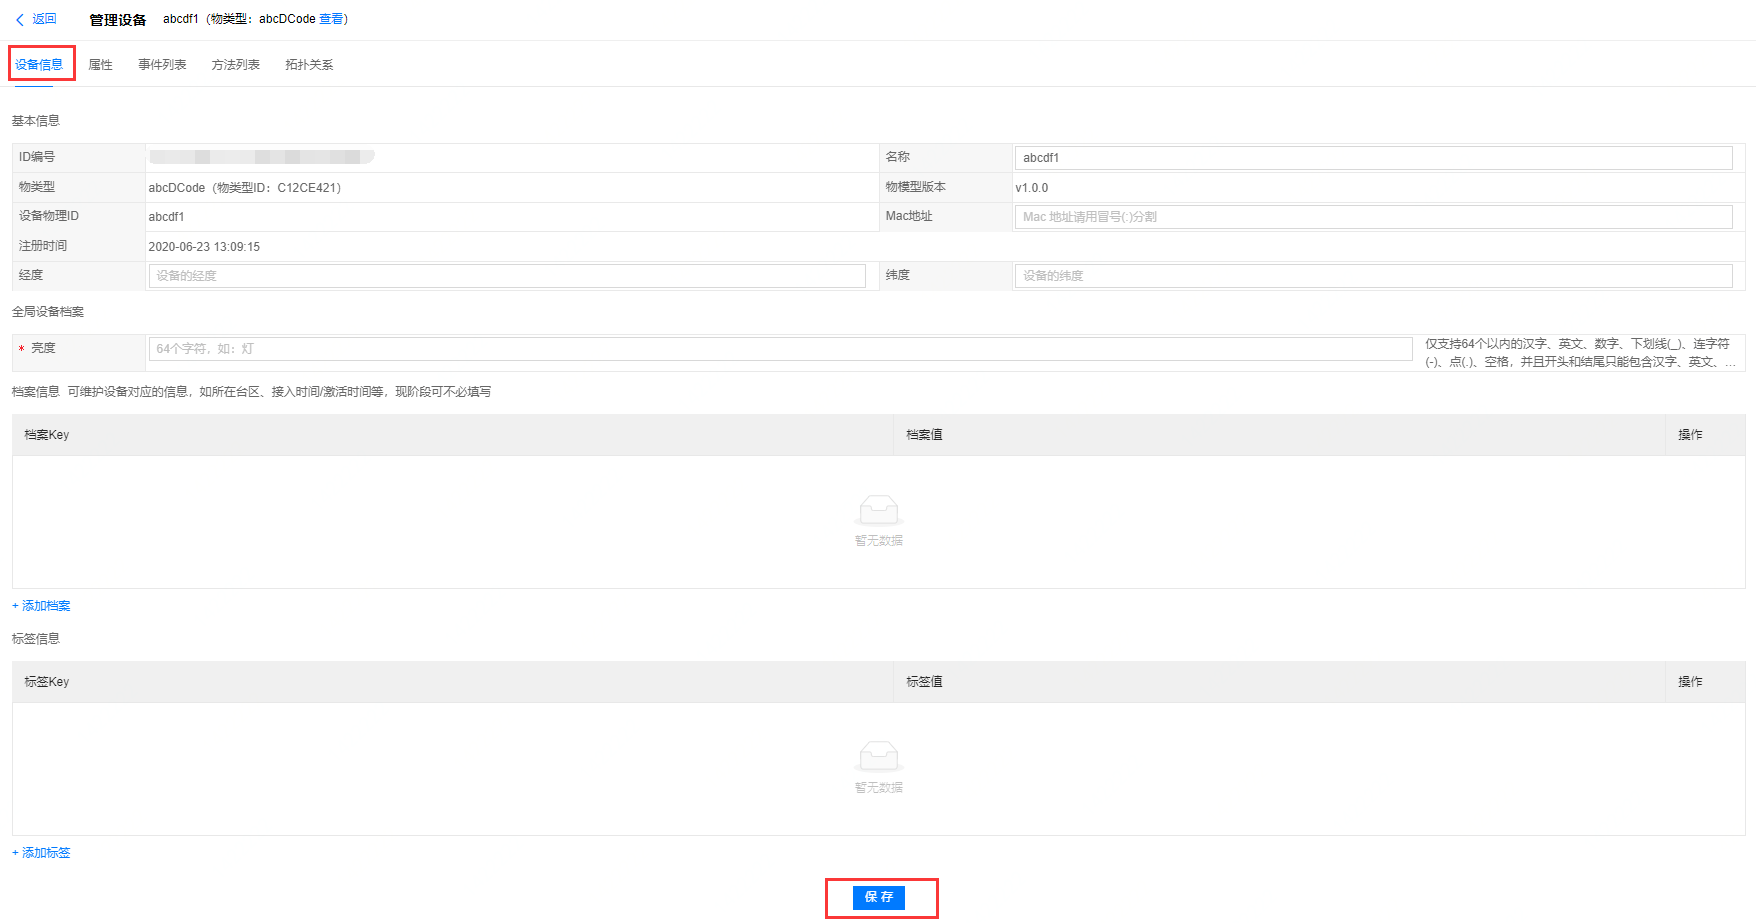 返回 管理设备 abcdf1（物类型：abcDCode 查看）
设备信息 属性 事件列表 方法列表 拓扑关系
基本信息
ID编号 名称 abcdf1
物类型 abcDCode（物类型ID：C12CE421） 物模型版本 v1.0.0
设备物理ID abcdf1 Mac地址 Mac 地址请用冒号(:)分割
注册时间 2020-06-23 13:09:15
经度 设备的经度 纬度 设备的纬度
全局设备档案
* 亮度 64个字符，如：灯 仅支持64个以内的汉字、英文、数字、下划线(_)、连字符
(-)、点(.)、空格，并且开头和结尾只能包含汉字、英文、...
档案信息 可维护设备对应的信息，如所在台区、接入时间/激活时间等，现阶段可不必填写
档案Key 档案值 操作
暂无数据
+ 添加档案
标签信息
标签Key 标签值 操作
暂无数据
+ 添加标签
保 存